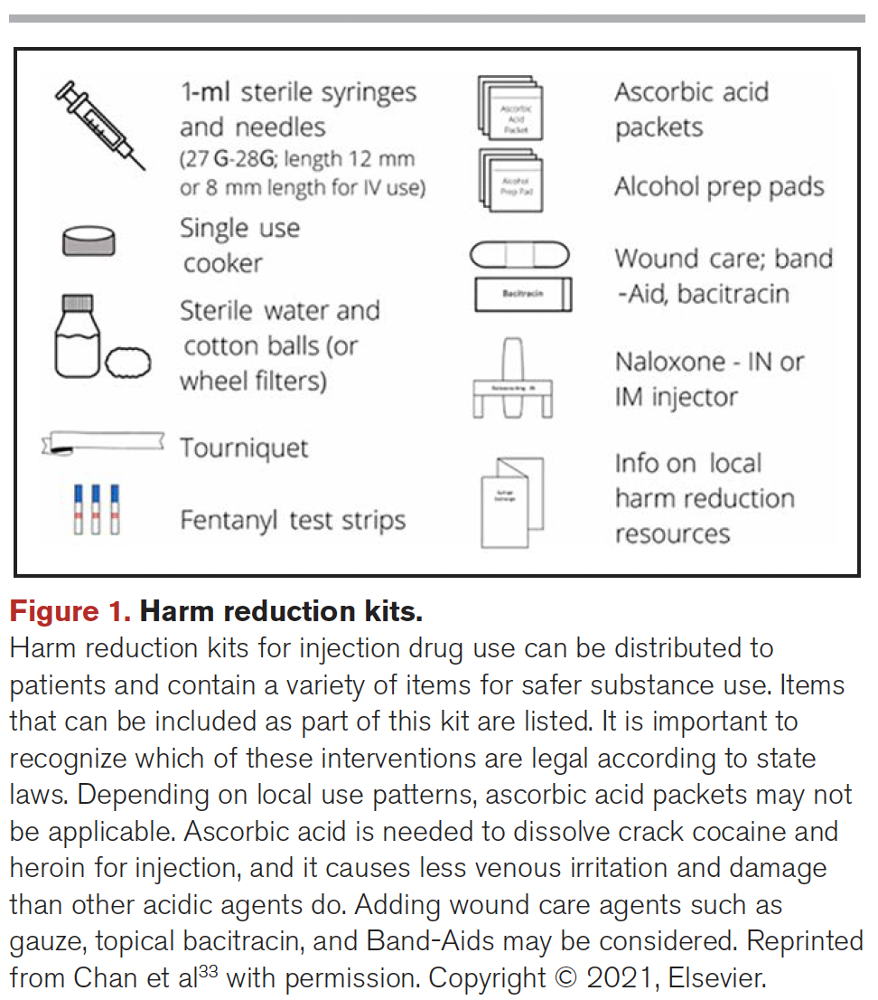 1-ml sterile syringes
and needles
(27 G-28G; length 12 mm
or 8 mm length for IV use)
Single use
cooker
Sterile water and
cotton balls (or
wheel filters)
Tourniquet
Fentanyl test strips
Ascorbic
Acid
Packet
Ascorbic acid
packets
Alcohol
Prep Pad
Alcohol prep pads
Bacitracin
Wound care; band
-Aid, bacitracin
Naloxone - IN or
IM injector
Info on local
harm reduction
resources
Figure 1. Harm reduction kits.
Harm reduction kits for injection drug use can be distributed to
patients and contain a variety of items for safer substance use. Items
that can be included as part of this kit are listed. It is important to
recognize which of these interventions are legal according to state
laws. Depending on local use patterns, ascorbic acid packets may not
be applicable. Ascorbic acid is needed to dissolve crack cocaine and
heroin for injection, and it causes less venous irritation and damage
than other acidic agents do. Adding wound care agents such as
gauze, topical bacitracin, and Band-Aids may be considered. Reprinted
from Chan et al33 with permission. Copyright © 2021, Elsevier.